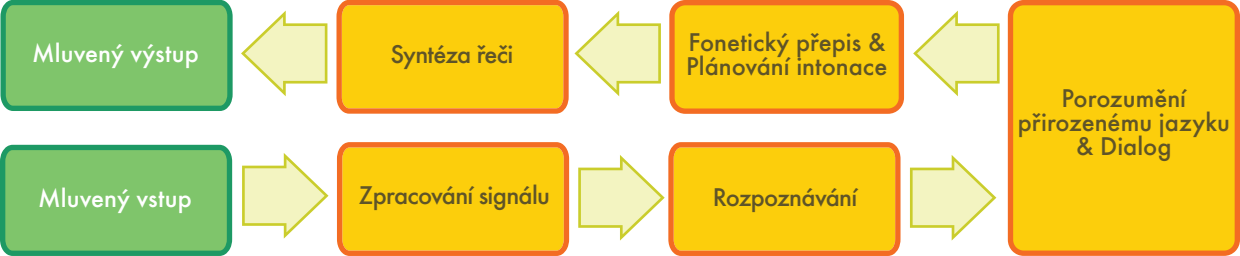 Mluvený výstup
Syntéza řeči
Fonetický přepis &
Plánování intonace
Porozumění
přirozenému jazyku
& Dialog
Mluvený vstup
Zpracování signálu
Rozpoznávání